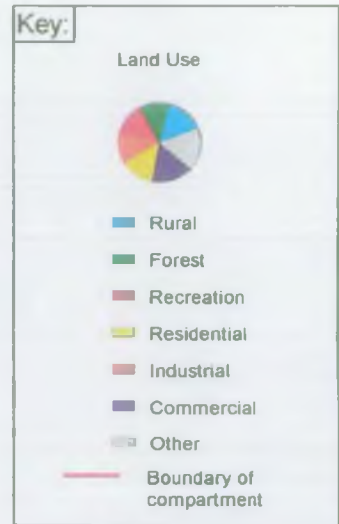 Key:
Land Use
Rural
Forest
Recreation
Residential
Industrial
Commercial
Other
Boundary of
compartment